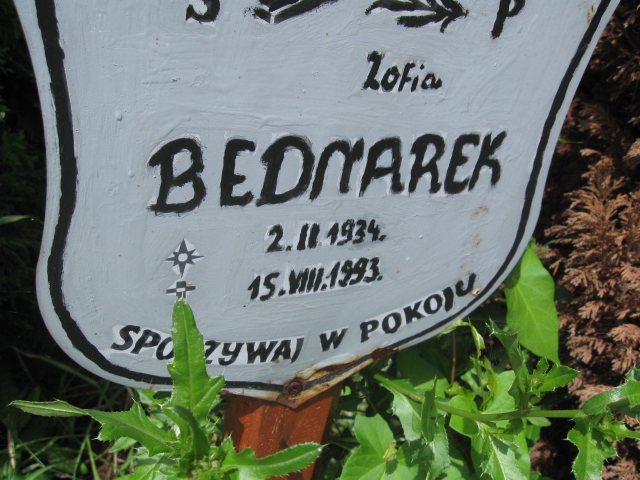 S P
Zofia
BEDNAREK
2.II.1934.
15.VIII.1993.
SPOCZYWAJ W POKOJU